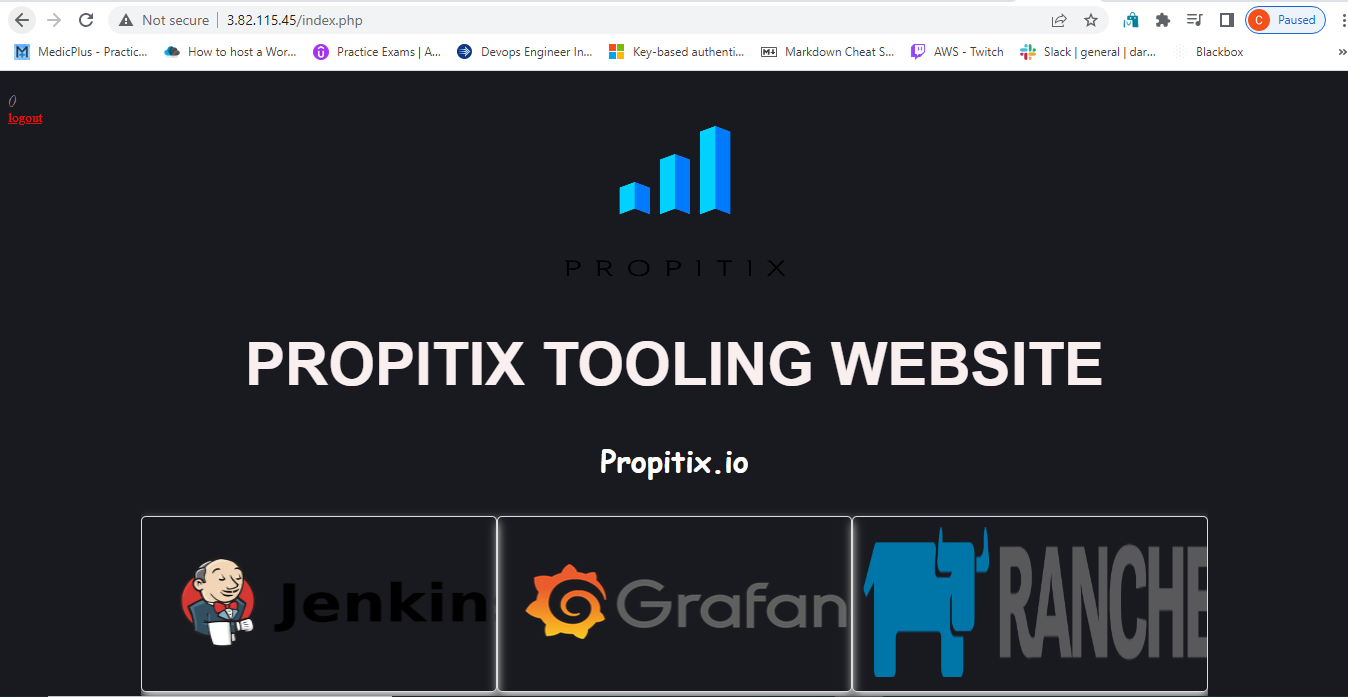 Not secure | 3.82.115.45/index.php
C Paused
MedicPlus - Practic...
How to host a Wor...
Practice Exams | A...
Devops Engineer In...
Key-based authenti...
Markdown Cheat S...
AWS - Twitch
Slack | general | dar...
Blackbox
»
()
logout
PROPITIX
PROPITIX TOOLING WEBSITE
Propitix.io
Jenkin
Grafan
RANCHE